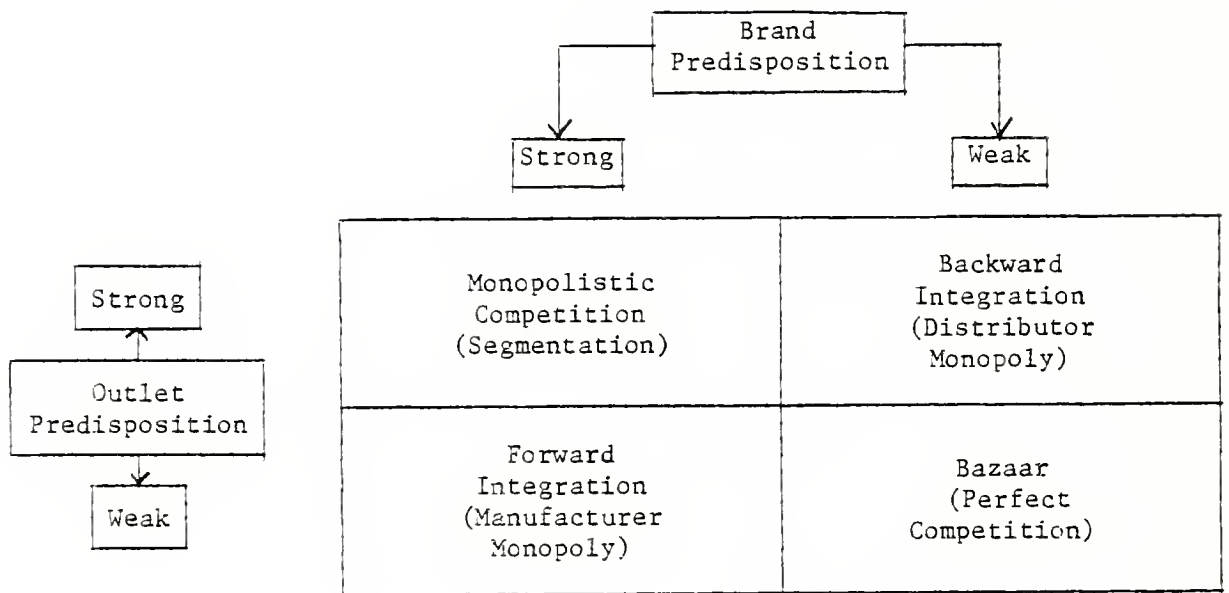 Brand
Predisposition
Strong
Weak
Strong
Outlet
Predisposition
Weak
Monopolistic
Competition
(Segmentation)
Backward
Integration
(Distributor
Monopoly)
Forward
Integration
(Manufacturer
Monopoly)
Bazaar
(Perfect
Competition)